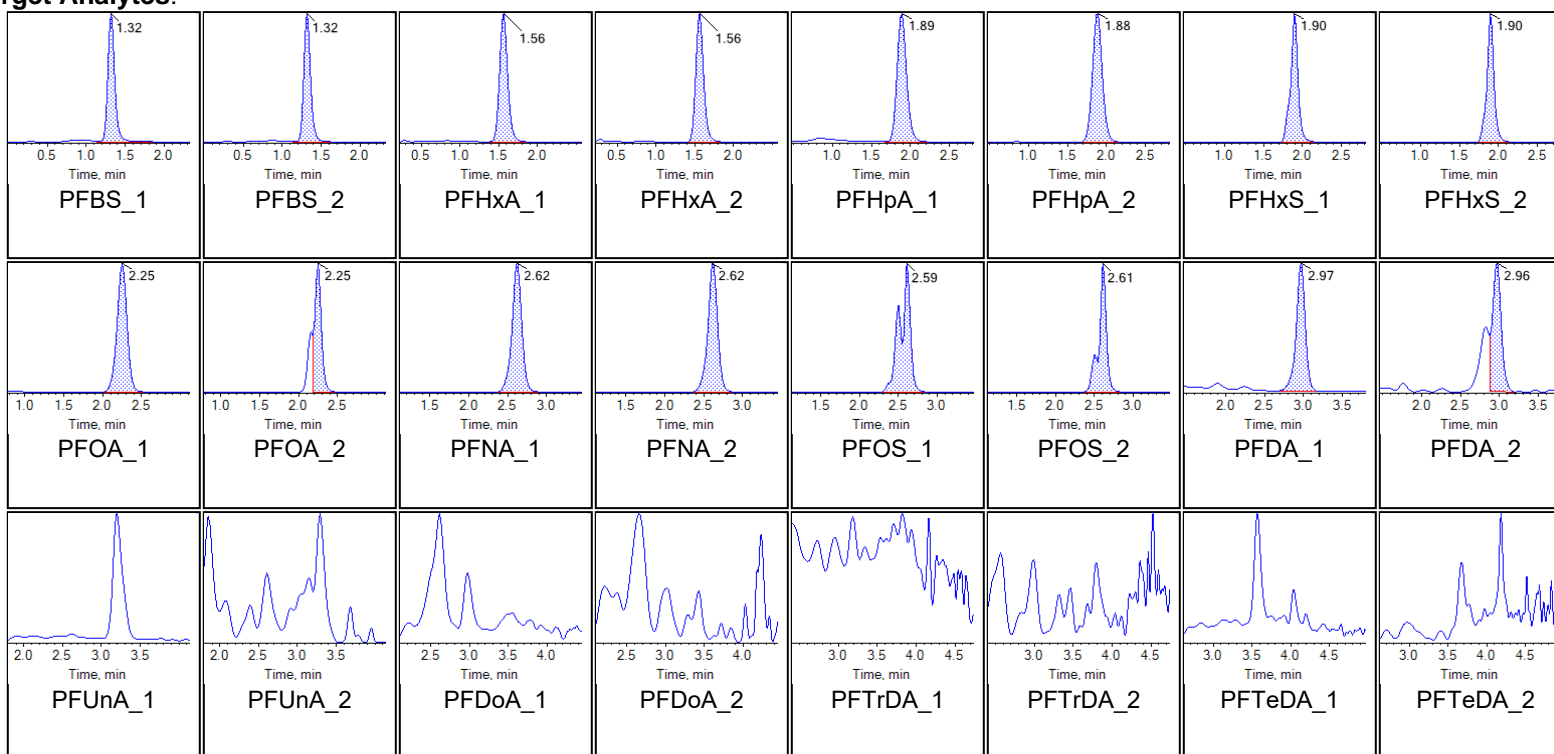 rget Analytes:
1.32 1.32 1.56 1.56 1.89 1.88 1.90 1.90
0.5 1.0 1.5 2.0 0.5 1.0 1.5 2.0 0.5 1.0 1.5 2.0 0.5 1.0 1.5 2.0 1.0 1.5 2.0 2.5 1.0 1.5 2.0 2.5 1.0 1.5 2.0 2.5 1.0 1.5 2.0 2.5
Time, min Time, min Time, min Time, min Time, min Time, min Time, min Time, min
PFBS_1 PFBS_2 PFHxA_1 PFHxA_2 PFHpA_1 PFHpA_2 PFHxS_1 PFHxS_2
2.25 2.25 2.62 2.62 2.59 2.61 2.97 2.96
1.0 1.5 2.0 2.5 1.0 1.5 2.0 2.5 1.5 2.0 2.5 3.0 1.5 2.0 2.5 3.0 1.5 2.0 2.5 3.0 1.5 2.0 2.5 3.0 2.0 2.5 3.0 3.5 2.0 2.5 3.0 3.5
Time, min Time, min Time, min Time, min Time, min Time, min Time, min Time, min
PFOA_1 PFOA_2 PFNA_1 PFNA_2 PFOS_1 PFOS_2 PFDA_1 PFDA_2
2.0 2.5 3.0 3.5 2.0 2.5 3.0 3.5 2.5 3.0 3.5 4.0 2.5 3.0 3.5 4.0 3.0 3.5 4.0 4.5 3.0 3.5 4.0 4.5 3.0 3.5 4.0 4.5 3.0 3.5 4.0 4.5
Time, min Time, min Time, min Time, min Time, min Time, min Time, min Time, min
PFUnA_1 PFUnA_2 PFDoA_1 PFDoA_2 PFTrDA_1 PFTrDA_2 PFTeDA_1 PFTeDA_2